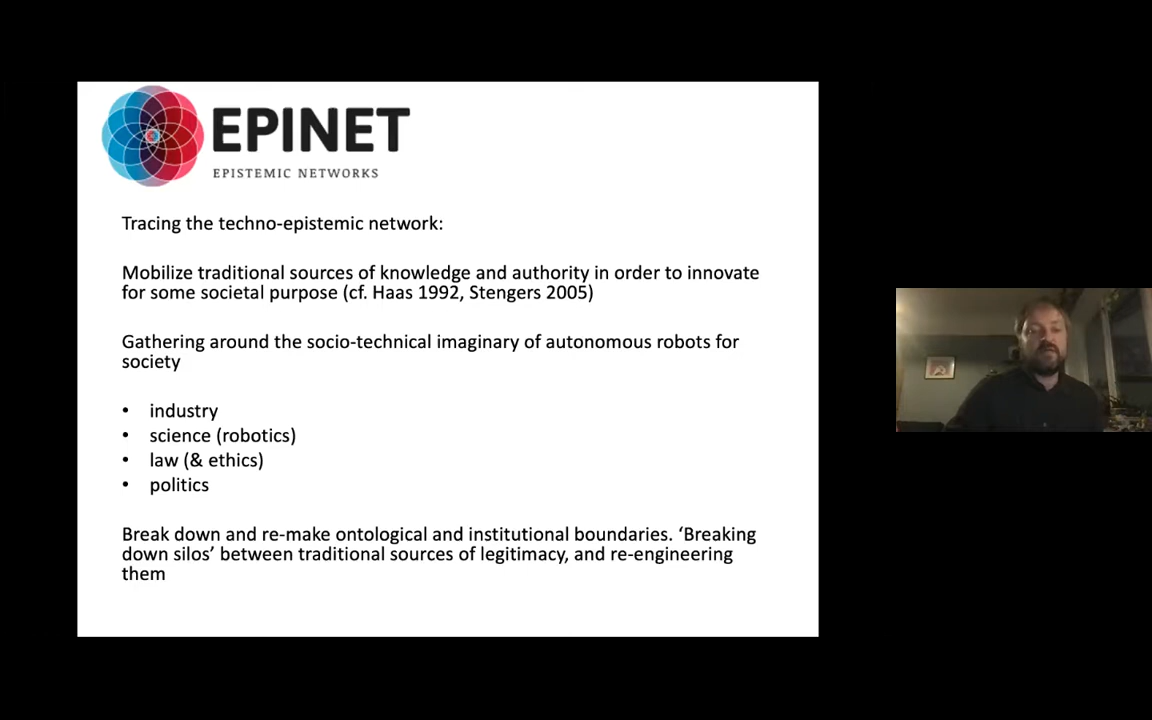 EPINET
EPISTEMIC NETWORKS
Tracing the techno-epistemic network:
Mobilize traditional sources of knowledge and authority in order to innovate
for some societal purpose (cf. Haas 1992, Stengers 2005)
Gathering around the socio-technical imaginary of autonomous robots for
society
• industry
• science (robotics)
• law (& ethics)
• politics
Break down and re-make ontological and institutional boundaries. ‘Breaking
down silos’ between traditional sources of legitimacy, and re-engineering
them